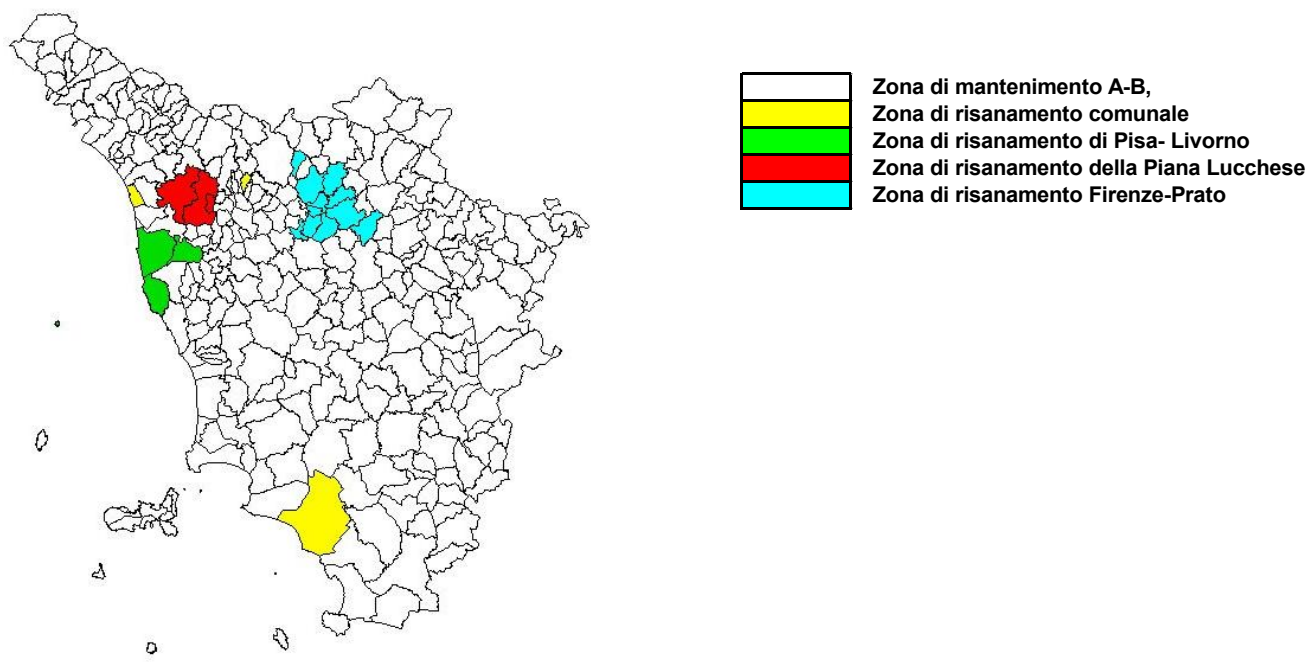 Zona di mantenimento A-B,
Zona di risanamento comunale
Zona di risanamento di Pisa- Livorno
Zona di risanamento della Piana Lucchese
Zona di risanamento Firenze-Prato